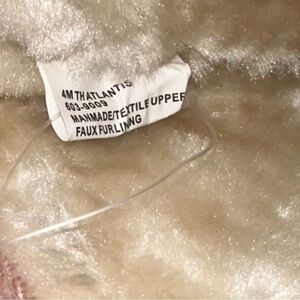 4M TH ATLANTIS
603-9009
MANMADE/TEXTILE UPPER
FAUX FUR LINING